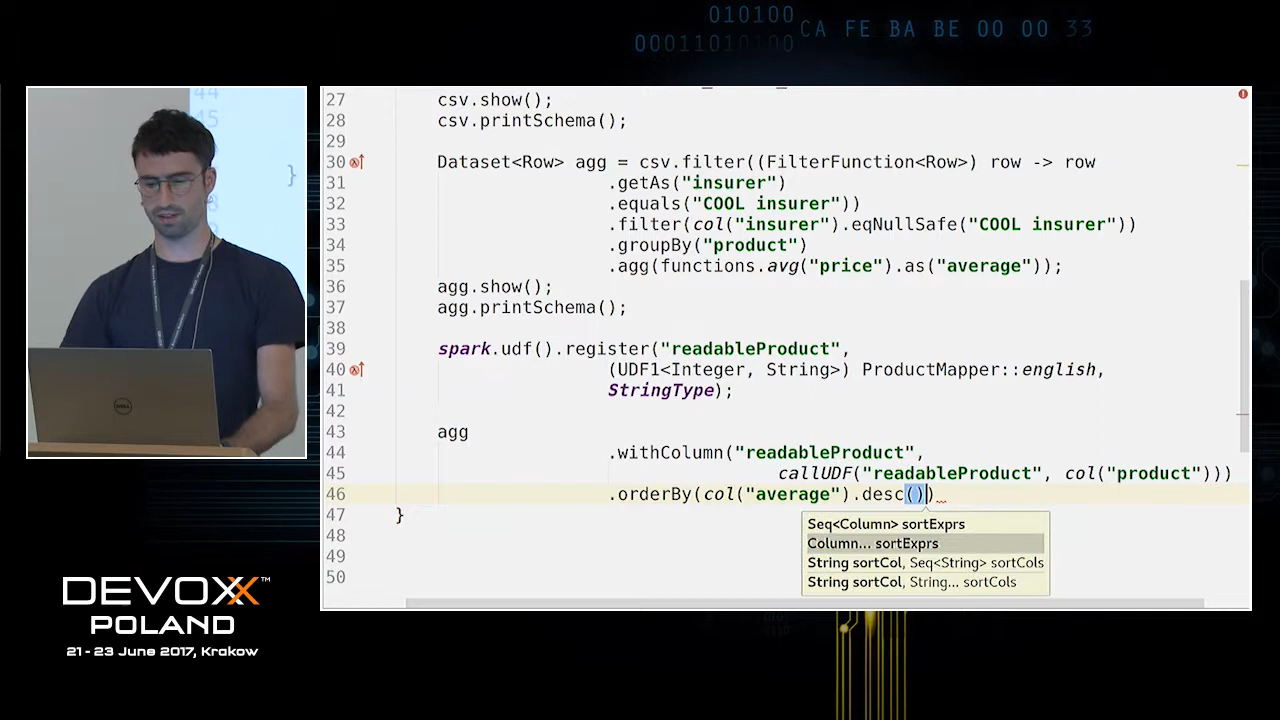 010100
00011010100
CA FE BA BE 00 00 33
44
45
}
48
27 csv.show();
28 csv.printSchema();
29
30 Dataset<Row> agg = csv.filter((FilterFunction<Row>) row -> row
31 .getAs("insurer")
32 .equals("COOL insurer"))
33 .filter(col("insurer").eqNullSafe("COOL insurer"))
34 .groupBy("product")
35 .agg(functions.avg("price").as("average"));
36 agg.show();
37 agg.printSchema();
38
39 spark.udf().register("readableProduct",
40 (UDF1<Integer, String>) ProductMapper::english,
41 StringType);
42
43 agg
44 .withColumn("readableProduct",
45 callUDF("readableProduct", col("product")))
46 .orderBy(col("average").desc())
47 }
48
49
50
Seq<Column> sortExprs
Column... sortExprs
String sortCol, Seq<String> sortCols
String sortCol, String... sortCols
DELL
DEVOXX™
POLAND
21 - 23 June 2017, Krakow